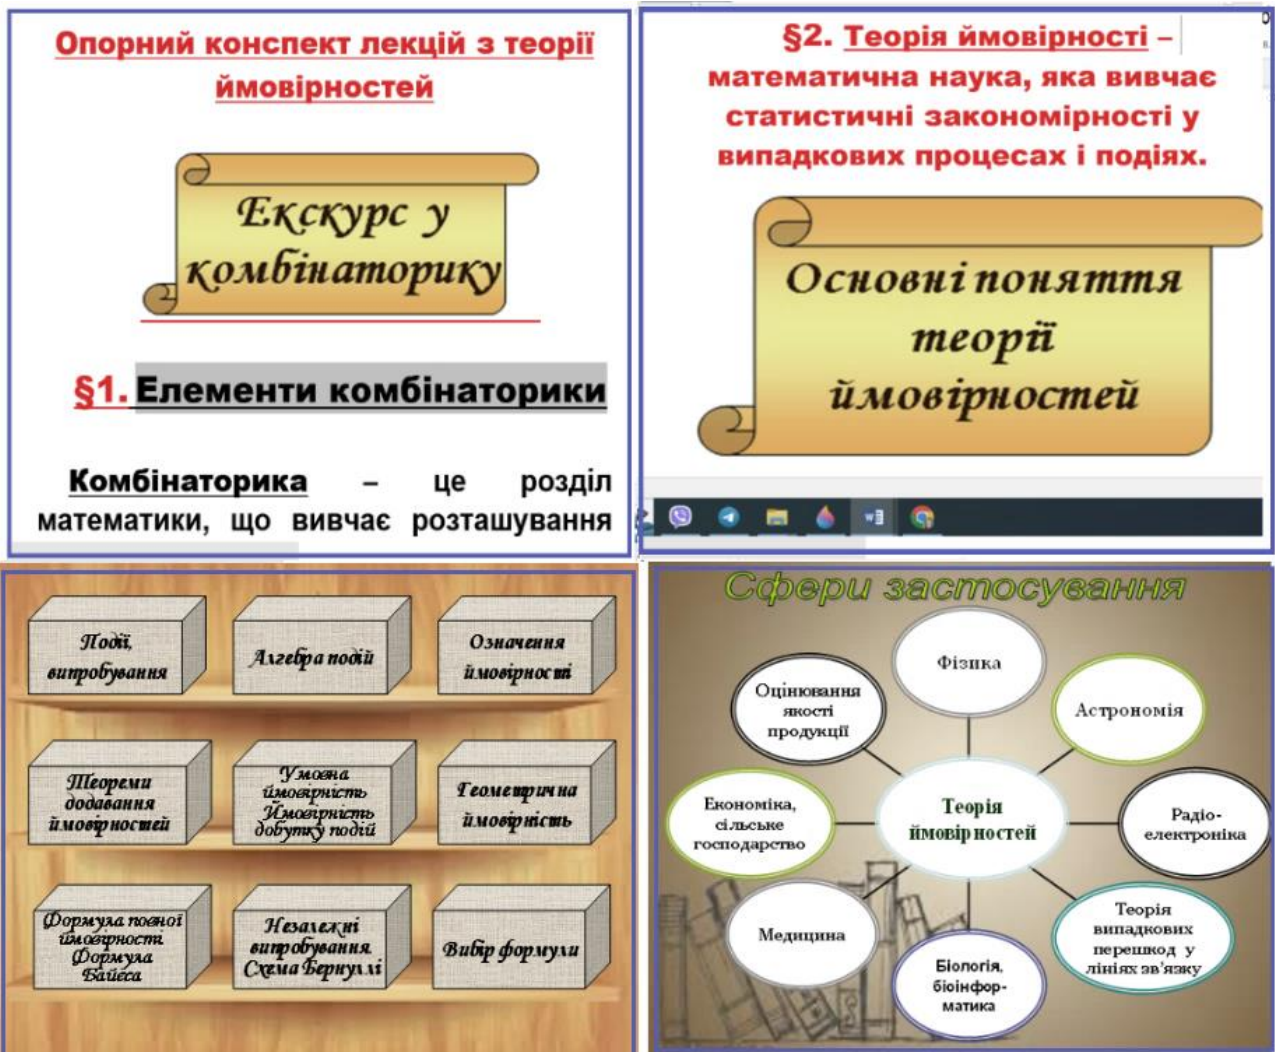 Опорний конспект лекцій з теорії
ймовірностей
Екскурс у
комбінаторику
§1. Елементи комбінаторики
Комбінаторика – це розділ
математики, що вивчає розташування
§2. Теорія ймовірності –
математична наука, яка вивчає
статистичні закономірності у
випадкових процесах і подіях.
Основні поняття
теорії
ймовірностей
Події,
випробування
Алгебра подій
Означення
ймовірності
Теореми
додавання
ймовірностей
Умовна
ймовірність
Ймовірність
добутку подій
Геометрична
ймовірність
Формула повної
ймовірності
Формула
Байєса
Незалежні
випробування
Схема Бернуллі
Вибір формули
Сфери застосування
Фізика
Оцінювання
якості
продукції
Астрономія
Економіка,
сільське
господарство
Теорія
ймовірностей
Радіо-
електроніка
Медицина
Біологія,
біоінфор-
матика
Теорія
випадкових
перешкод у
лініях зв'язку